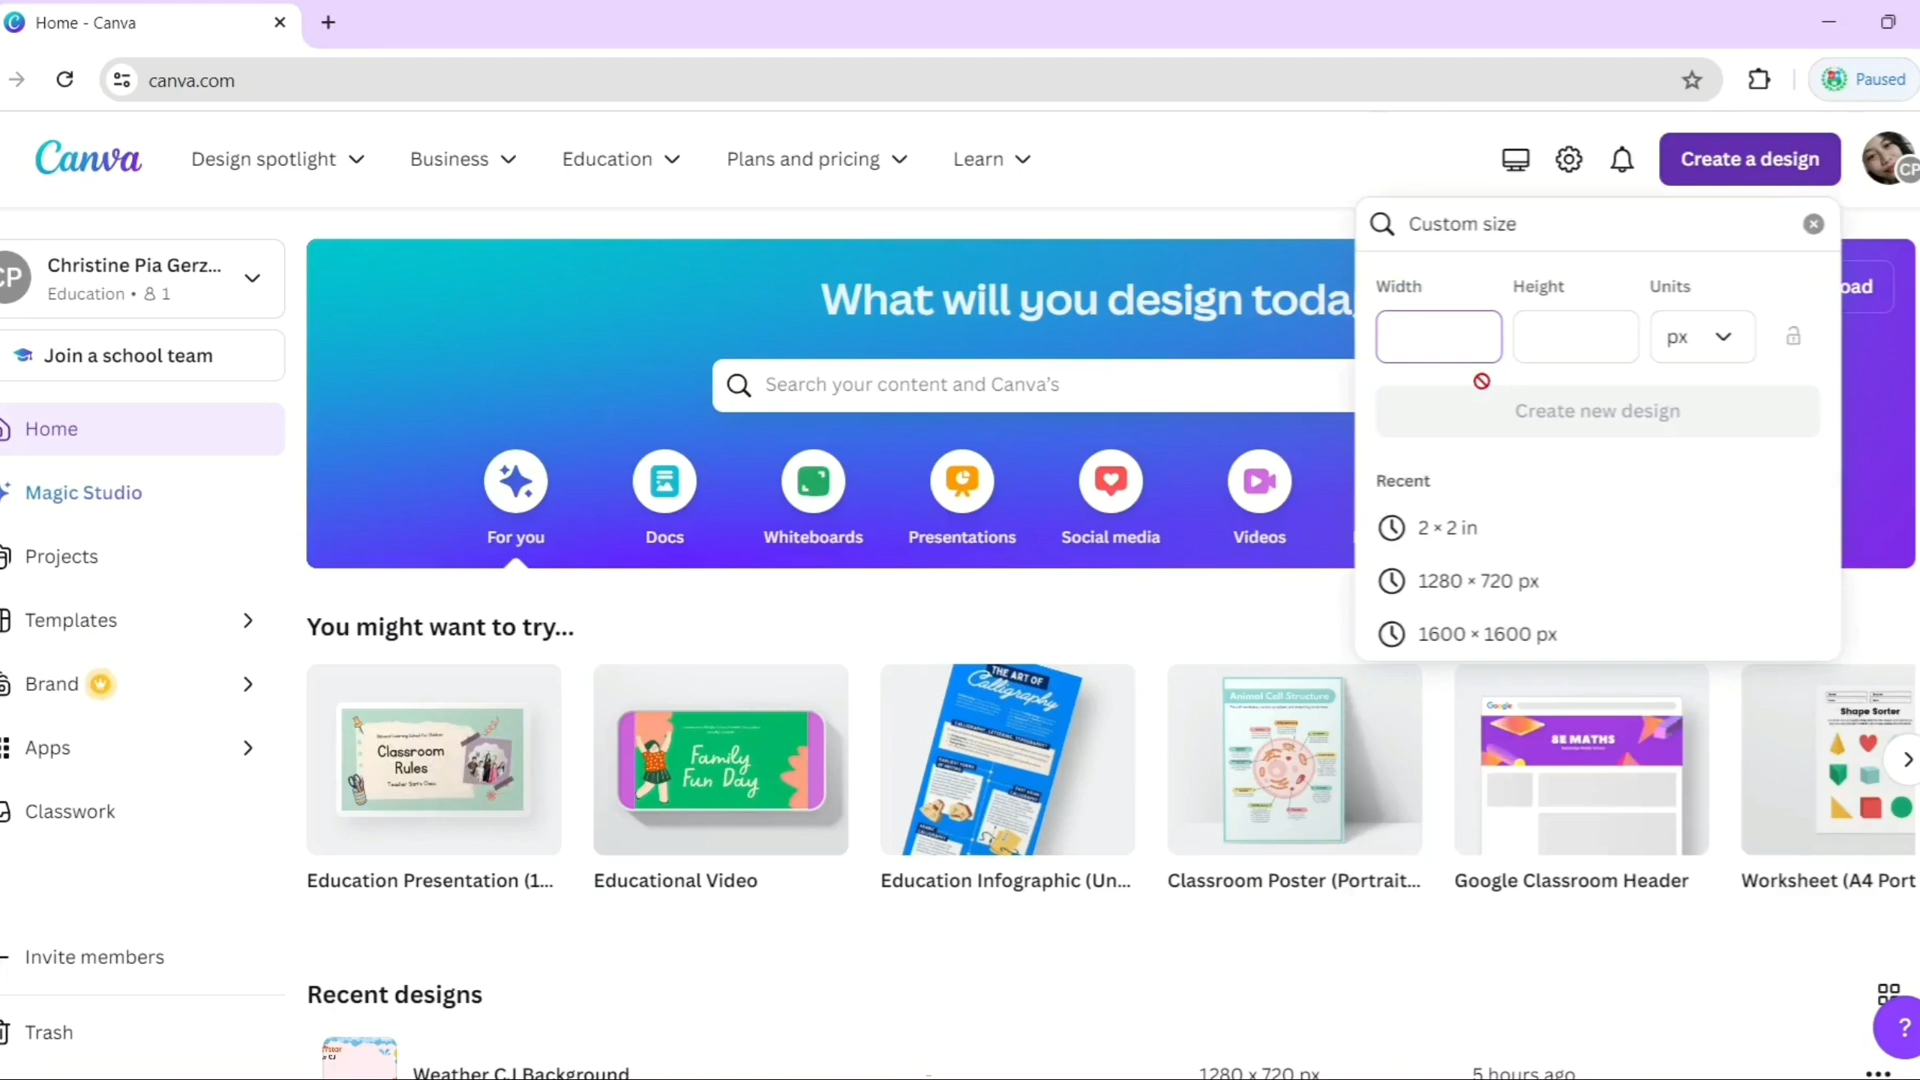 Home - Canva
canva.com
Paused
Canva
Design spotlight
Business
Education
Plans and pricing
Learn
Create a design
CP
Custom size
CP
Christine Pia Gerz...
Education • 1
Width
Height
Units
px
oad
What will you design toda
Join a school team
Search your content and Canva's
Create new design
Home
Magic Studio
Projects
Templates
Brand
Apps
Classwork
Invite members
Trash
For you
Docs
Whiteboards
Presentations
Social media
Videos
Recent
2 × 2 in
1280 × 720 px
1600 × 1600 px
You might want to try...
Classroom
Rules
Family
Fun Day
THE ART OF
Calligraphy
Animal Cell Structure
Google
8E MATHS
Shape Sorter
Education Presentation (1...
Educational Video
Education Infographic (Un...
Classroom Poster (Portrait...
Google Classroom Header
Worksheet (A4 Port
Recent designs
?
Weather CJ Background
-
1280 x 720 px
5 hours ago